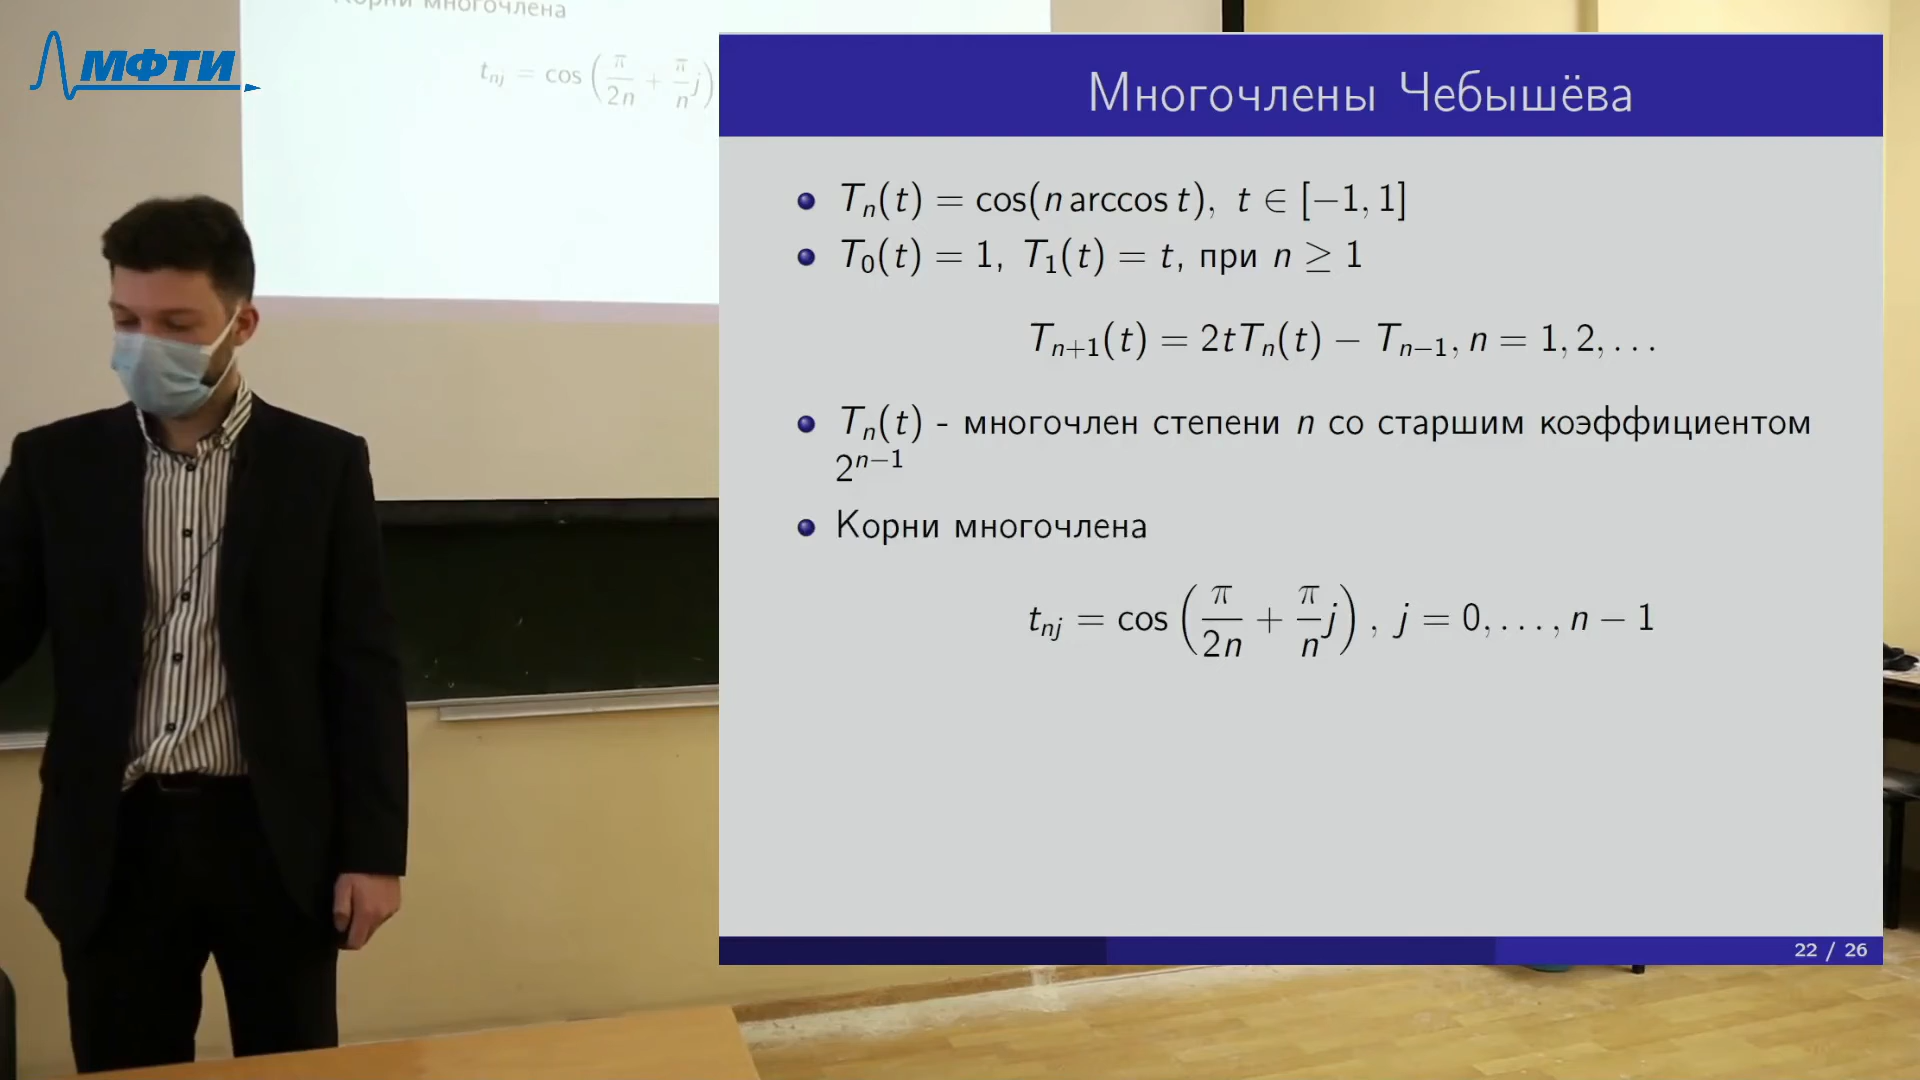 Корни многочлена
t_{nj} = cos(π/2n + π/n j)
МФТИ
Многочлены Чебышёва
T_n(t) = cos(n arccos t), t ∈ [−1, 1]
T_0(t) = 1, T_1(t) = t, при n ≥ 1
T_{n+1}(t) = 2tT_n(t) − T_{n−1}, n = 1, 2, …
T_n(t) - многочлен степени n со старшим коэффициентом
2^{n−1}
Корни многочлена
t_{nj} = cos(π/2n + π/n j), j = 0, …, n − 1
22 / 26